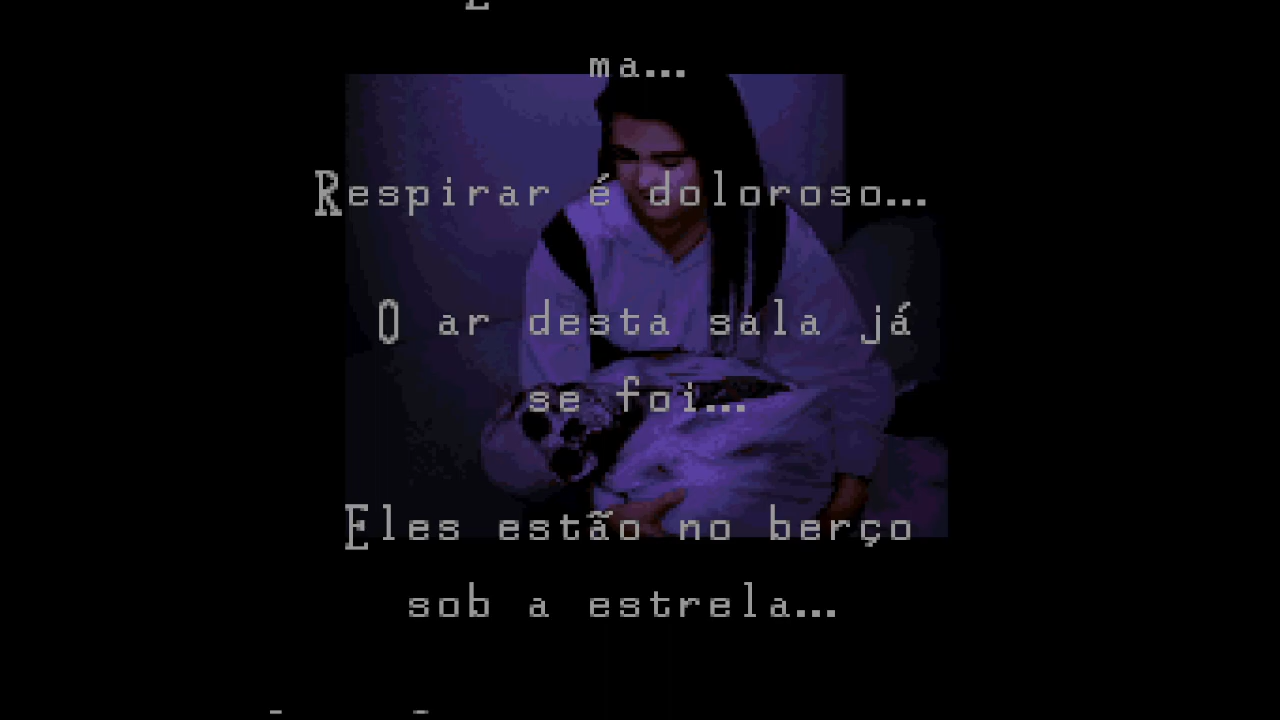 ma...
Respirar é doloroso...
O ar desta sala já
se foi...
Eles estão no berço
sob a estrela...